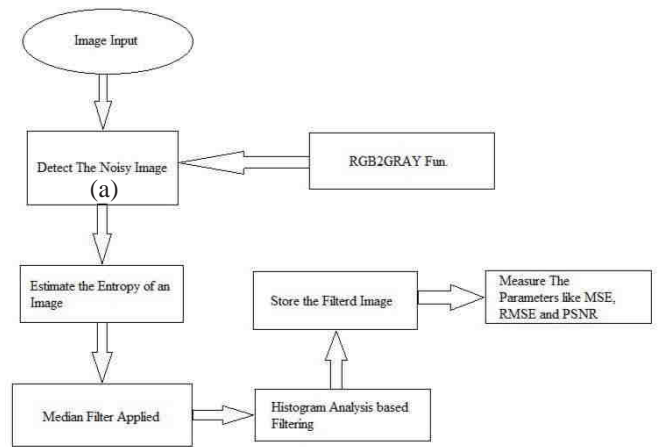 Image Input
Detect The Noisy Image
(a)
RGB2GRAY Fun.
Estimate the Entropy of an
Image
Median Filter Applied
Histogram Analysis based
Filtering
Store the Filterd Image
Measure The
Parameters like MSE,
RMSE and PSNR